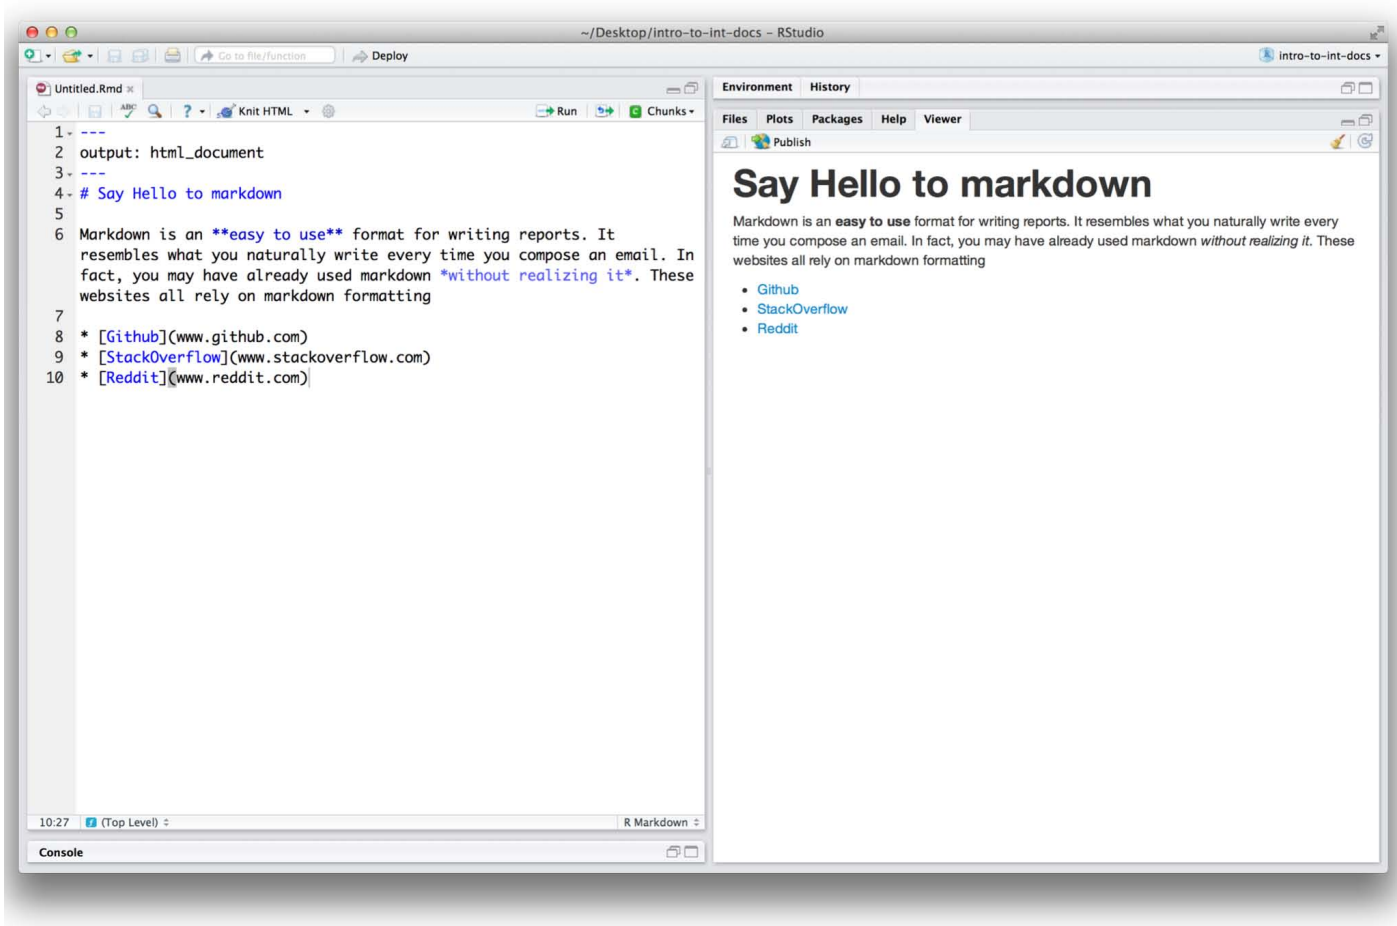 ~/Desktop/intro-to-int-docs – RStudio
Go to file/function
Deploy
intro-to-int-docs
Untitled.Rmd
ABC
?
Knit HTML
Run
C Chunks
1 ---
2 output: html_document
3 ---
4 # Say Hello to markdown
5
6 Markdown is an **easy to use** format for writing reports. It
resembles what you naturally write every time you compose an email. In
fact, you may have already used markdown *without realizing it*. These
websites all rely on markdown formatting
7
8 * [Github](www.github.com)
9 * [StackOverflow](www.stackoverflow.com)
10 * [Reddit](www.reddit.com)
10:27
(Top Level)
R Markdown
Console
Environment History
Files Plots Packages Help Viewer
Publish
Say Hello to markdown
Markdown is an easy to use format for writing reports. It resembles what you naturally write every
time you compose an email. In fact, you may have already used markdown without realizing it. These
websites all rely on markdown formatting
• Github
• StackOverflow
• Reddit